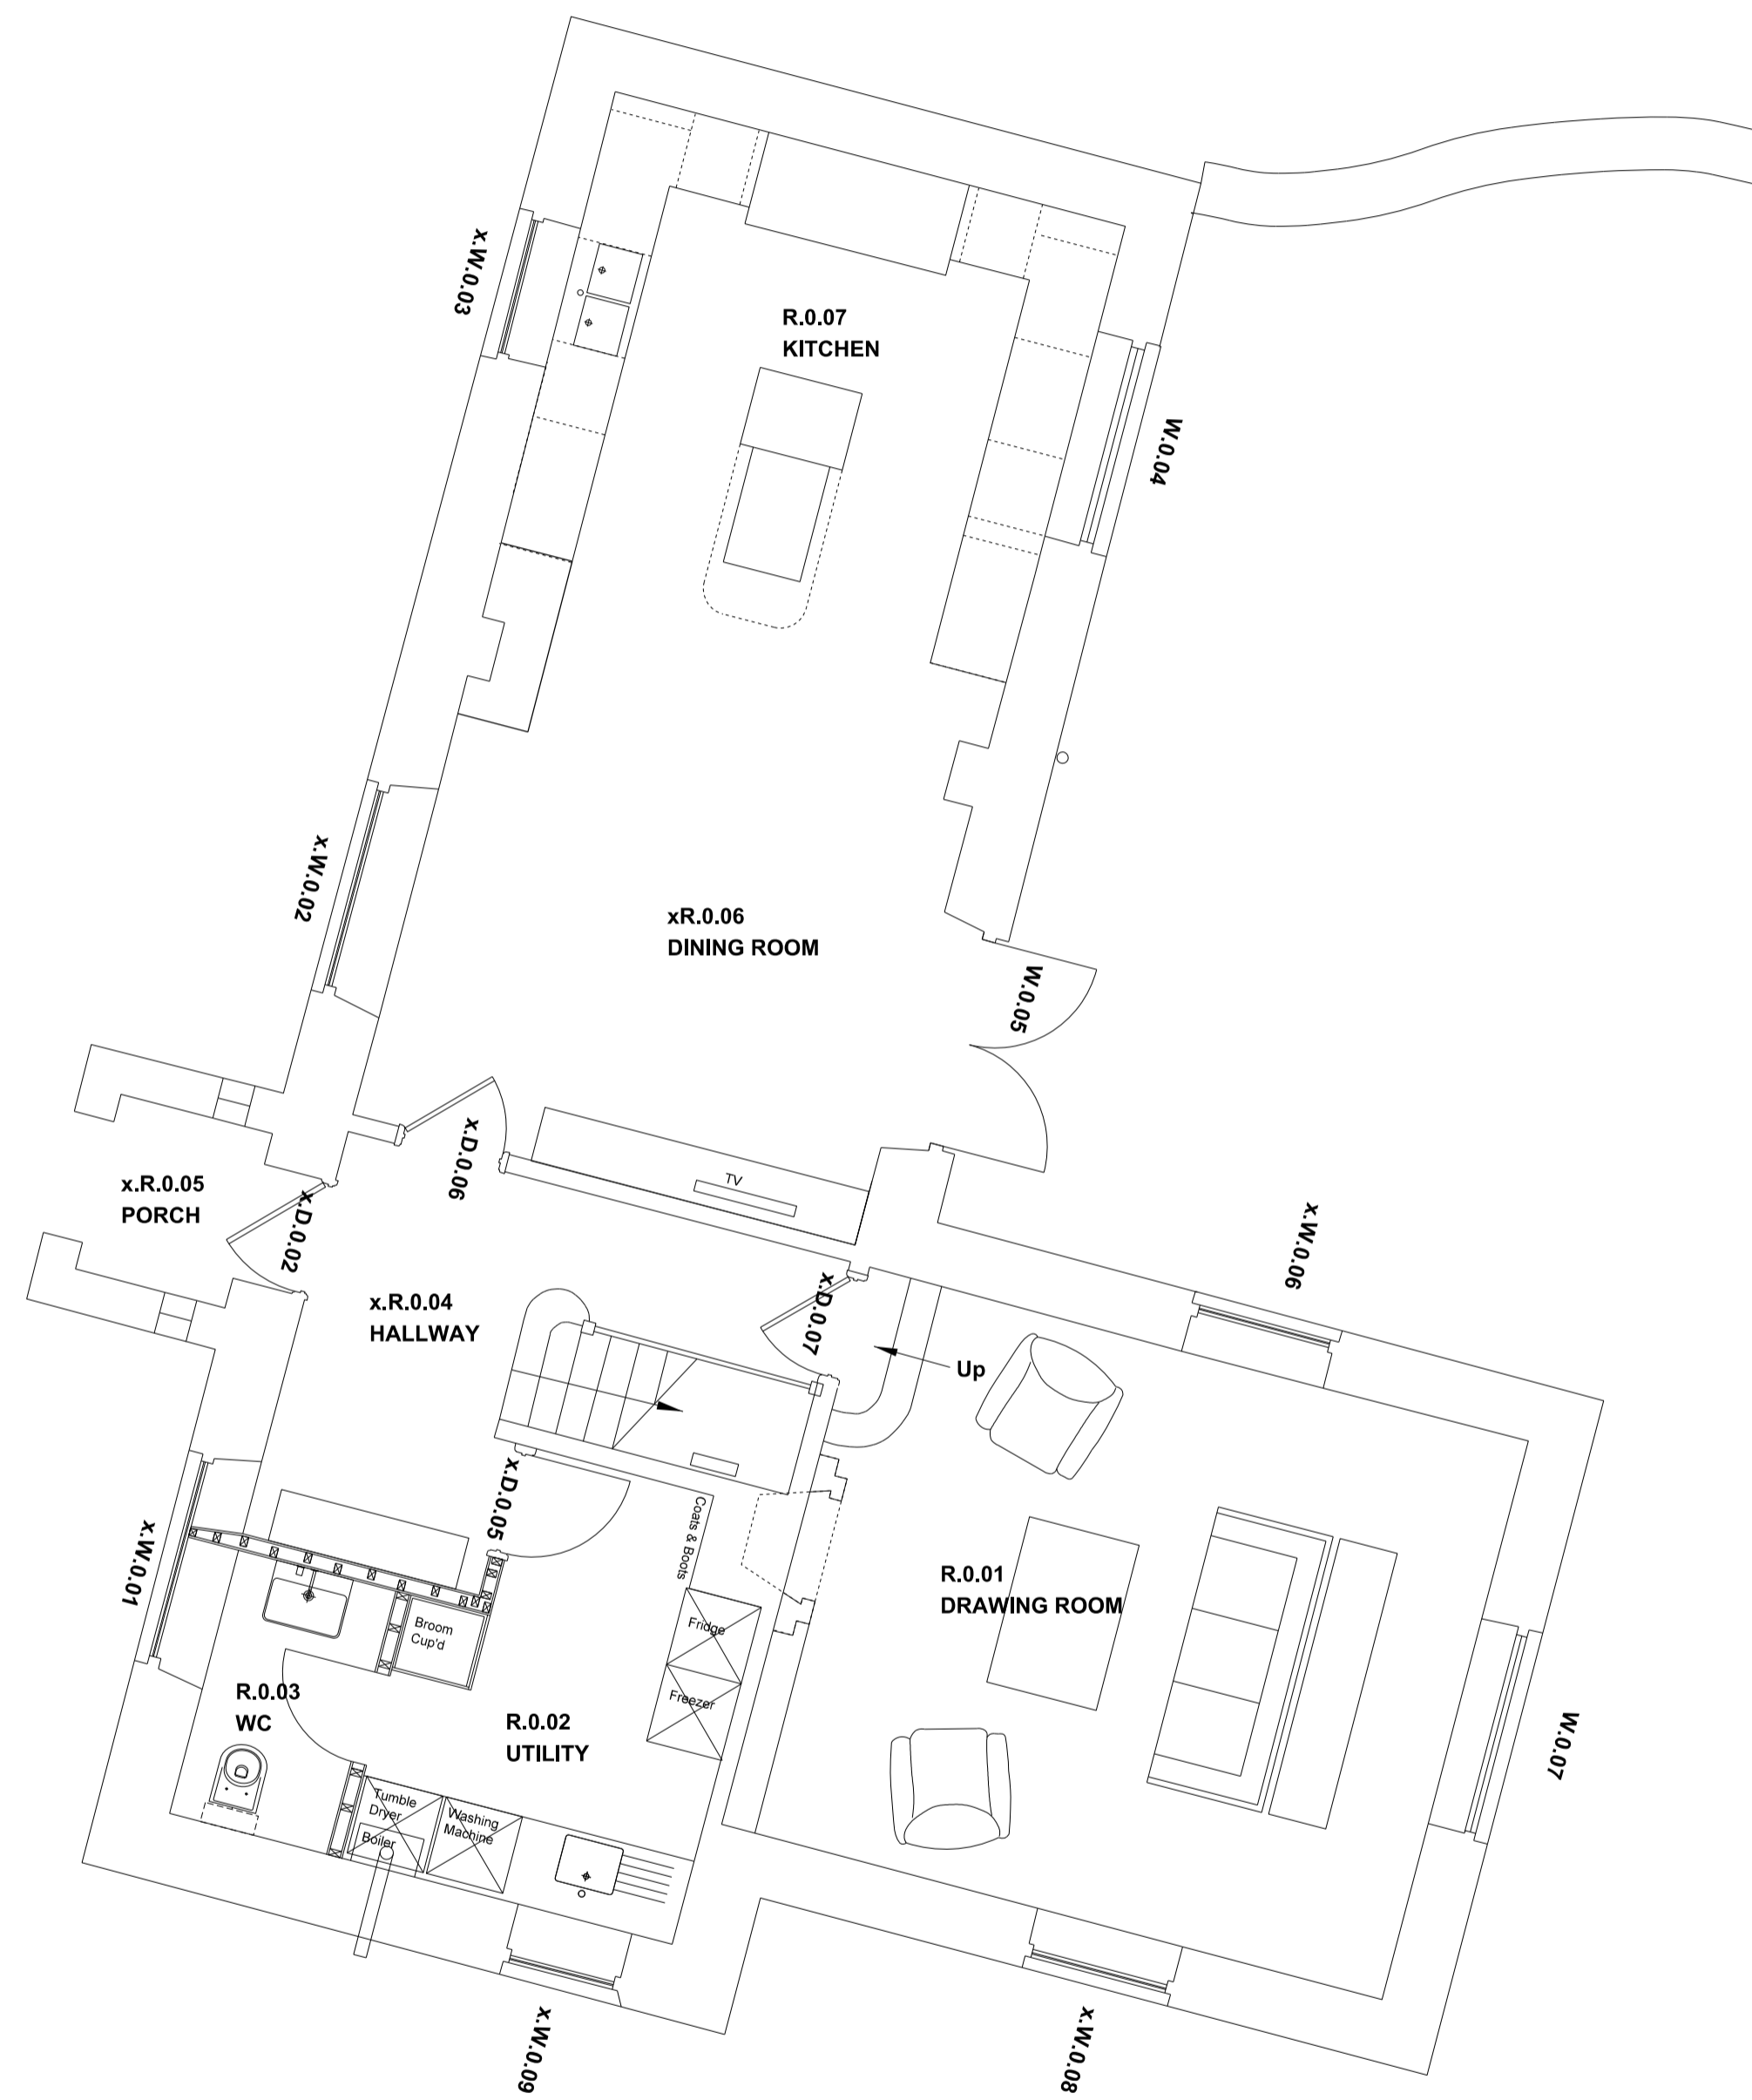 x.W.0.03
R.0.07
KITCHEN
W.0.04
x.W.0.02
xR.0.06
DINING ROOM
W.0.05
x.D.0.06
x.R.0.05
PORCH
x.D.0.02
TV
x.W.0.06
x.R.0.04
HALLWAY
x.D.0.07
Up
x.D.0.05
Coats & Boots
x.W.0.01
R.0.01
DRAWING ROOM
Broom
Cup'd
Fridge
Freezer
R.0.03
WC
R.0.02
UTILITY
W.0.07
Tumble
Dryer
Washing
Machine
Boiler
x.W.0.09
x.W.0.08